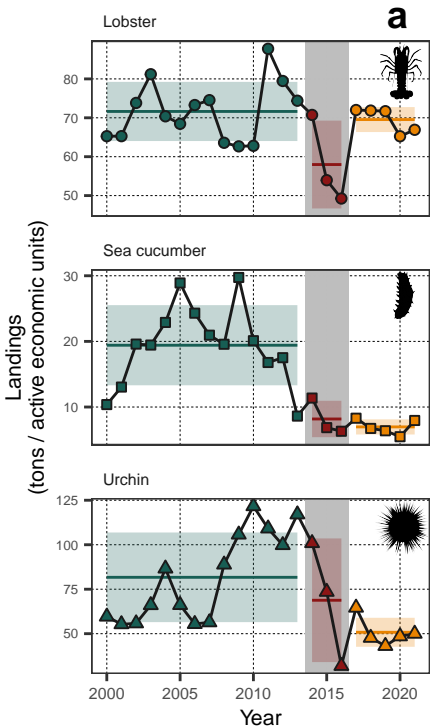 a
Lobster
80
70
60
50
Sea cucumber
30
20
10
Urchin
125
100
75
50
2000 2005 2010 2015 2020
Year
Landings
(tons / active economic units)